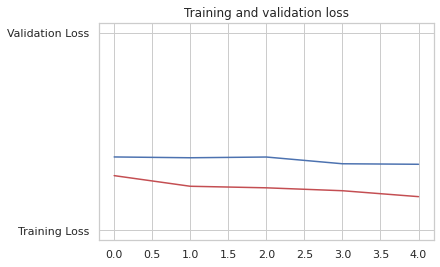 Training and validation loss
Validation Loss
Training Loss
0.0 0.5 1.0 1.5 2.0 2.5 3.0 3.5 4.0